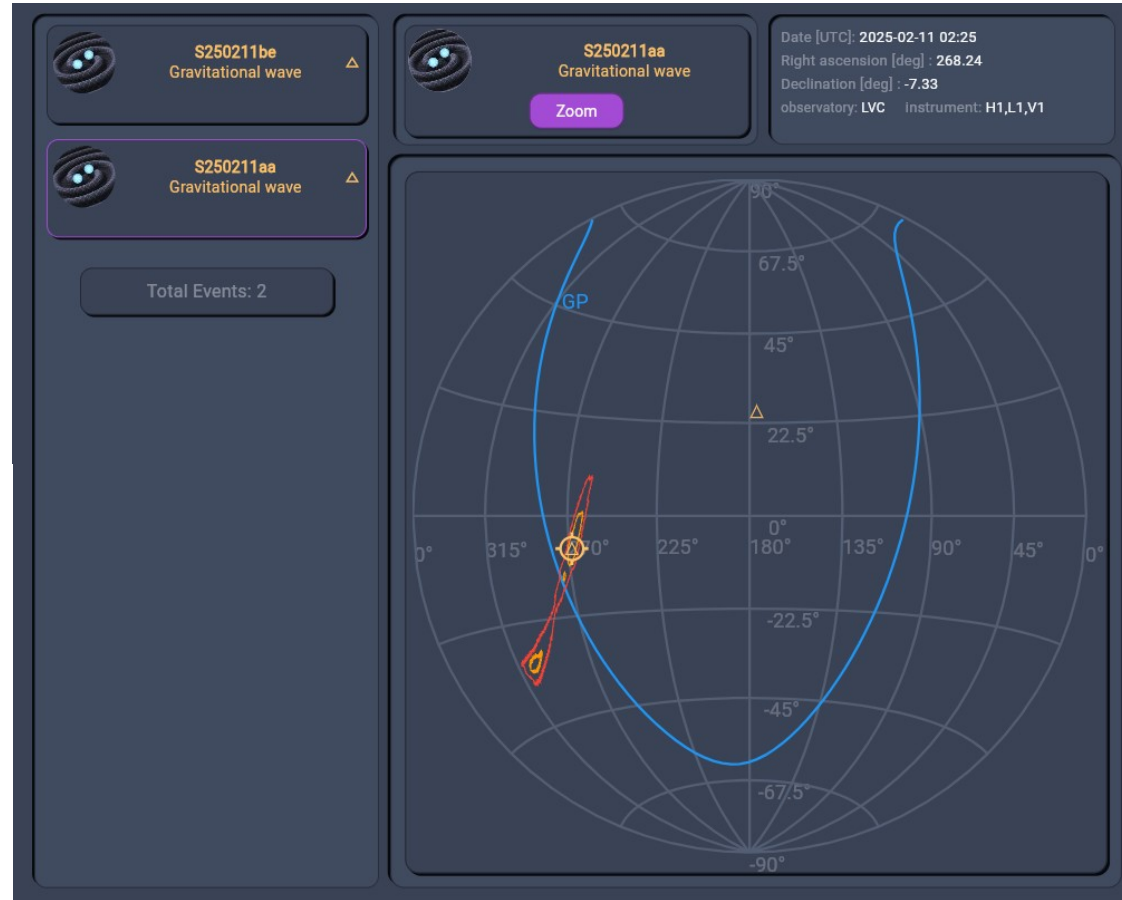 S250211be
Gravitational wave
S250211aa
Gravitational wave
Total Events: 2
S250211aa
Gravitational wave
Zoom
Date [UTC]: 2025-02-11 02:25
Right ascension [deg] : 268.24
Declination [deg] : -7.33
observatory: LVC instrument: H1,L1,V1
90°
67.5°
GP
45°
22.5°
0°
0° 315° 225° 180° 135° 90° 45° 0°
-22.5°
-45°
-67.5°
-90°